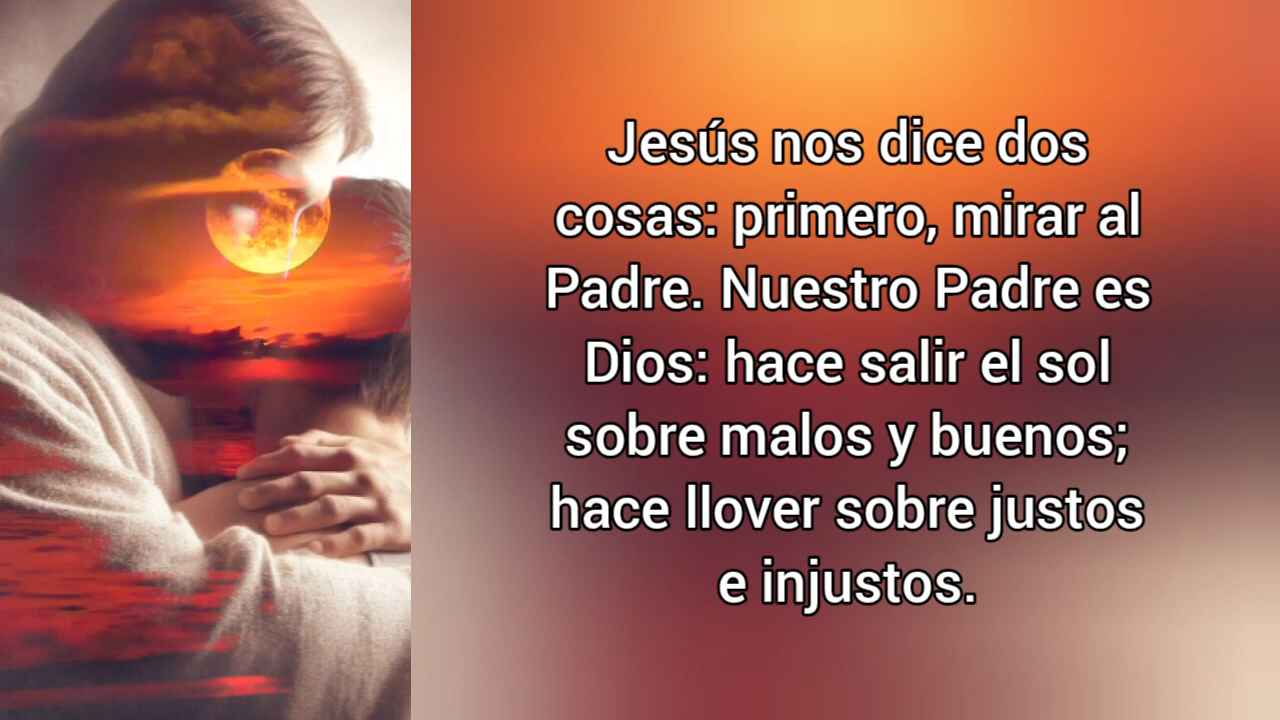 Jesús nos dice dos
cosas: primero, mirar al
Padre. Nuestro Padre es
Dios: hace salir el sol
sobre malos y buenos;
hace llover sobre justos
e injustos.